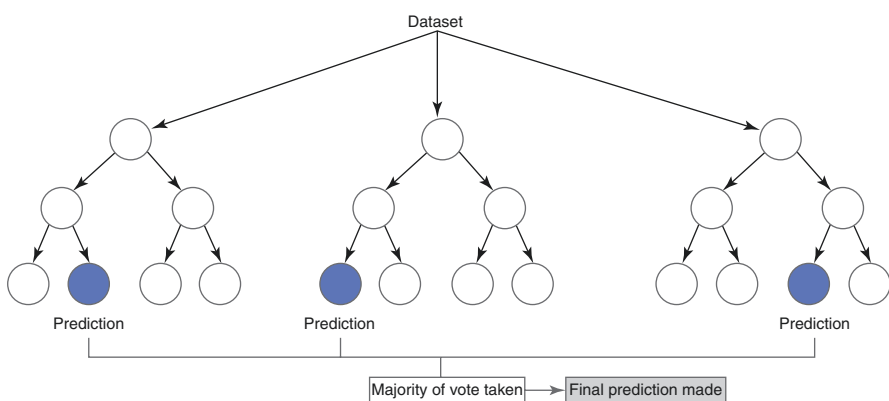 Dataset
Prediction
Prediction
Prediction
Majority of vote taken
Final prediction made